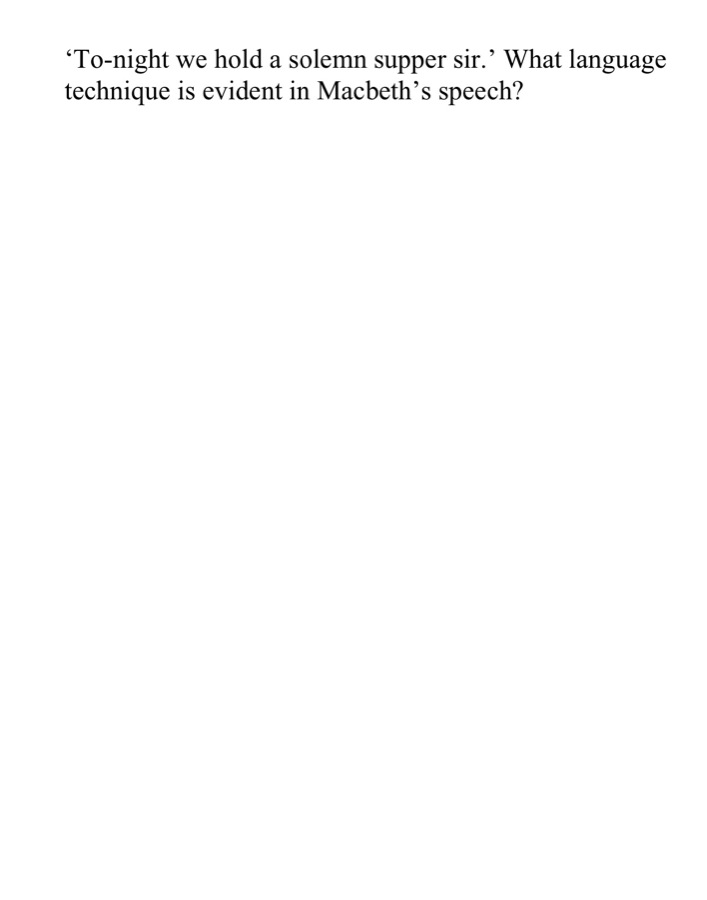 ‘To-night we hold a solemn supper sir.’ What language
technique is evident in Macbeth’s speech?